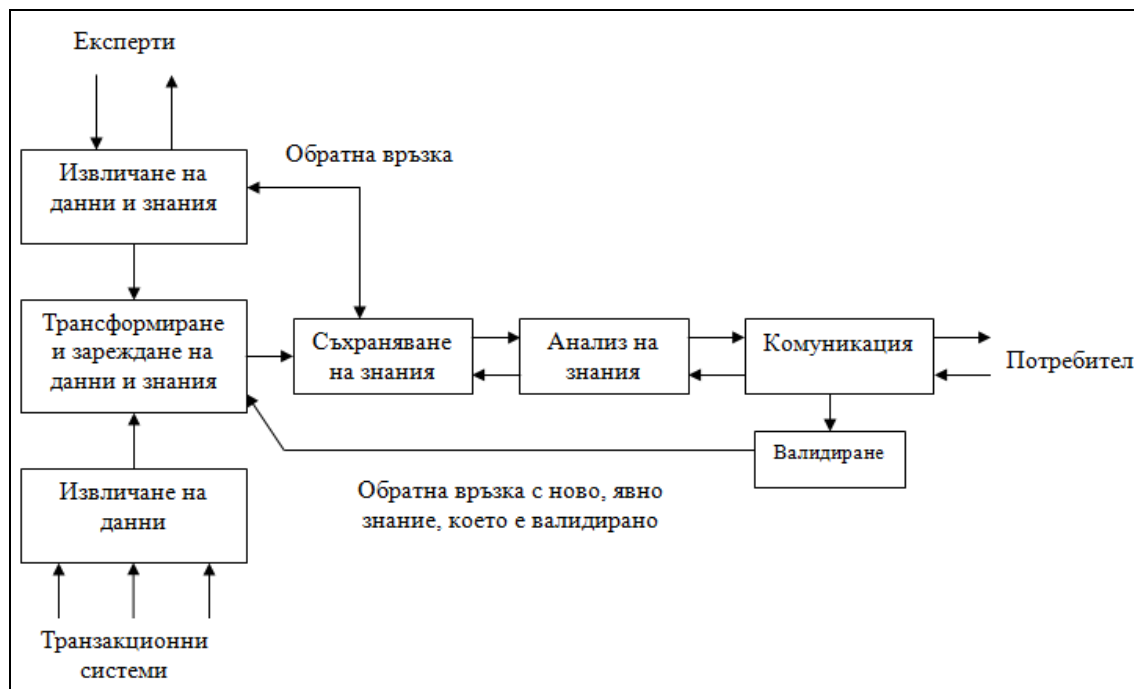 Експерти
Извличане на
данни и знания
Обратна връзка
Трансформиране
и зареждане на
данни и знания
Съхраняване
на знания
Анализ на
знания
Комуникация
Потребител
Валидиране
Извличане на
данни
Обратна връзка с ново, явно
знание, което е валидирано
Транзакционни
системи